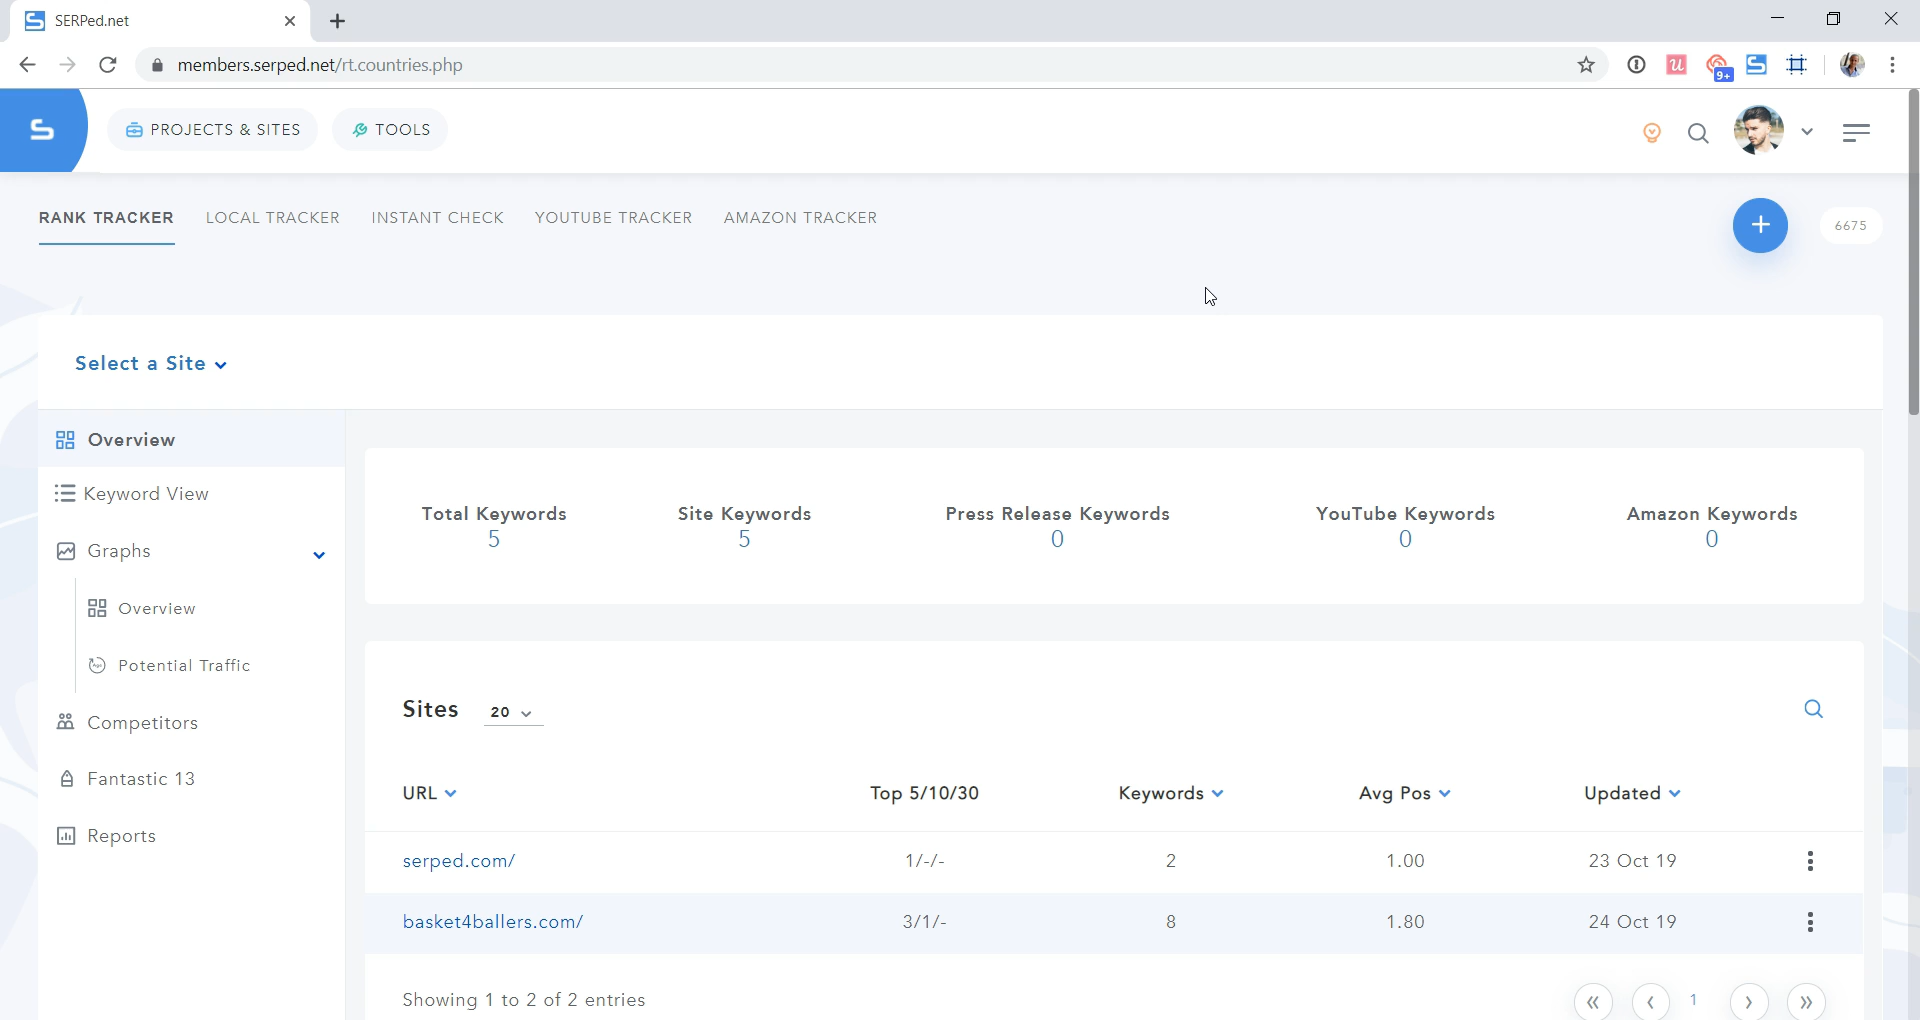 SERPed.net
members.serped.net/rt.countries.php
9+
PROJECTS & SITES
TOOLS
RANK TRACKER
LOCAL TRACKER
INSTANT CHECK
YOUTUBE TRACKER
AMAZON TRACKER
6675
Select a Site
Overview
Keyword View
Graphs
Overview
Potential Traffic
Competitors
Fantastic 13
Reports
Total Keywords
5
Site Keywords
5
Press Release Keywords
0
YouTube Keywords
0
Amazon Keywords
0
Sites 20
URL Top 5/10/30 Keywords Avg Pos Updated
serped.com/ 1/-/- 2 1.00 23 Oct 19
basket4ballers.com/ 3/1/- 8 1.80 24 Oct 19
Showing 1 to 2 of 2 entries
« ‹ 1 › »